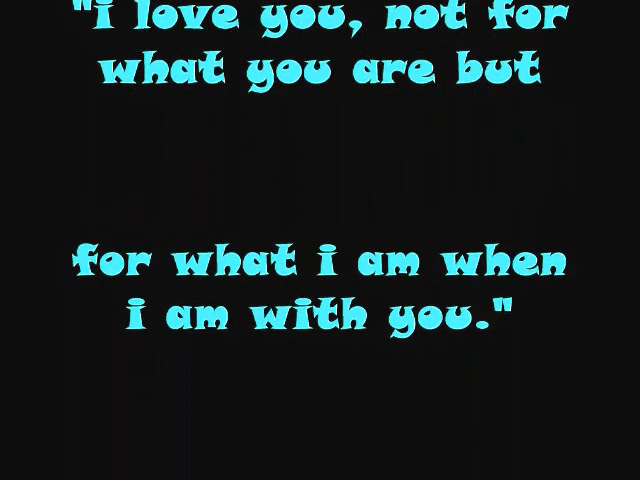 "i love you, not for
what you are but
for what i am when
i am with you."